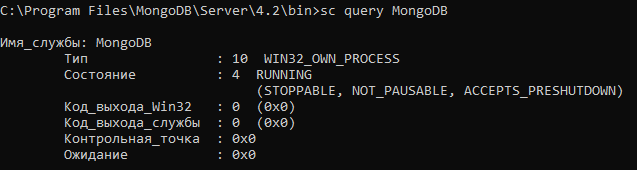 C:\Program Files\MongoDB\Server\4.2\bin>sc query MongoDB
Имя_службы: MongoDB
Тип : 10 WIN32_OWN_PROCESS
Состояние : 4 RUNNING
(STOPPABLE, NOT_PAUSABLE, ACCEPTS_PRESHUTDOWN)
Код_выхода_Win32 : 0 (0x0)
Код_выхода_службы : 0 (0x0)
Контрольная_точка : 0x0
Ожидание : 0x0